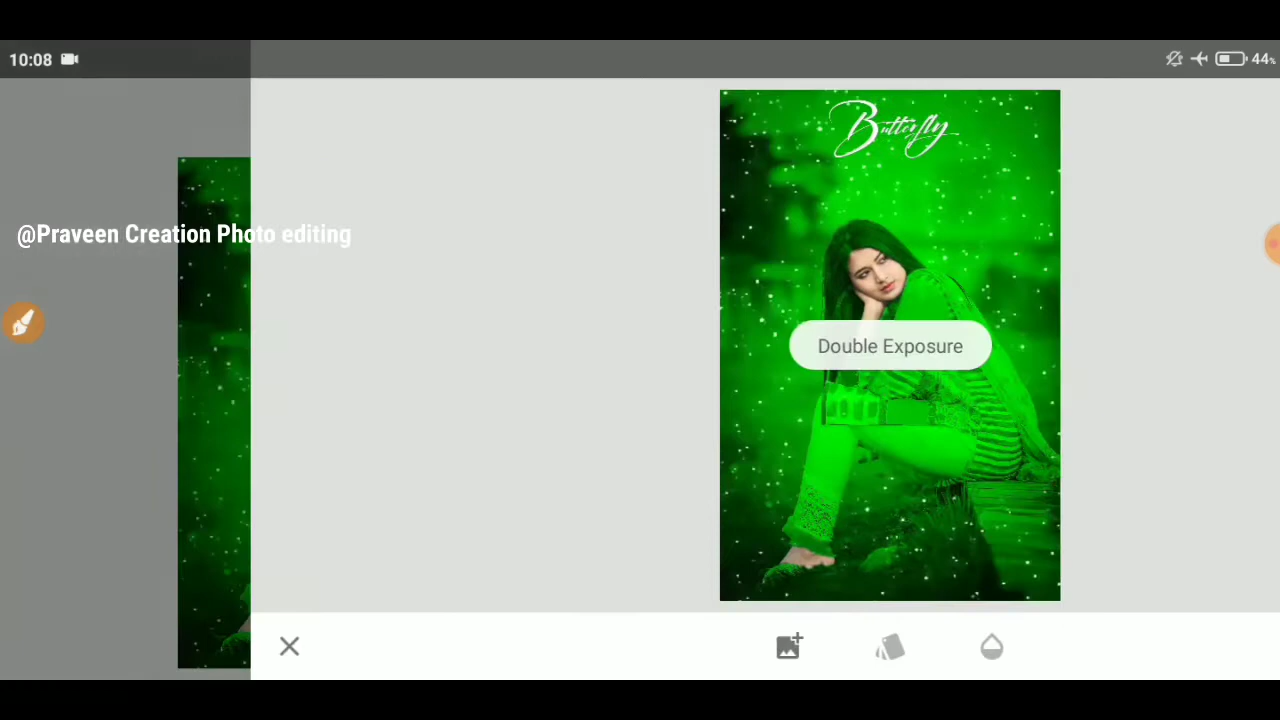 10:08
44%
Butterfly
@Praveen Creation Photo editing
Double Exposure